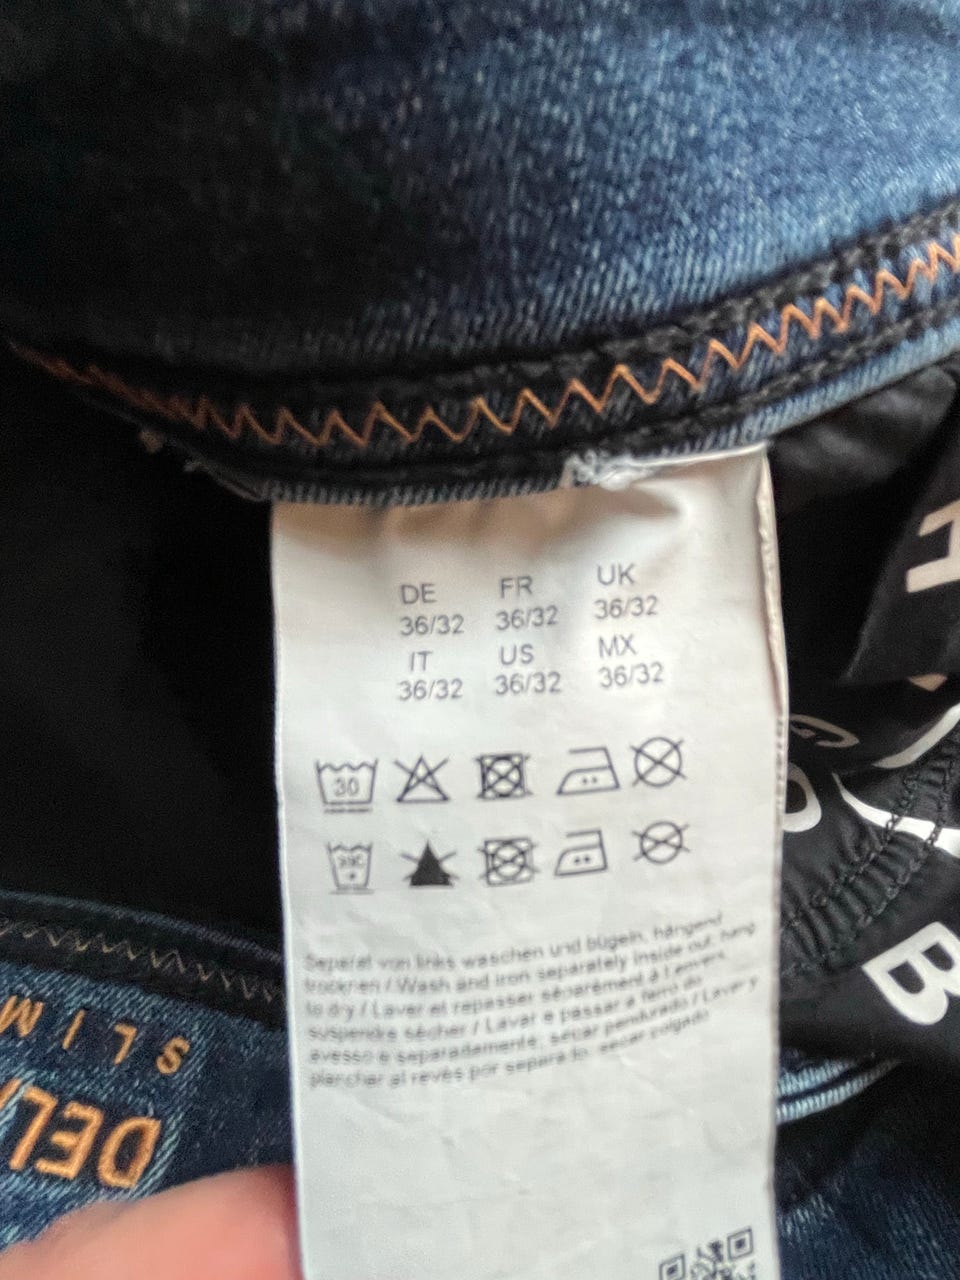 DE FR UK
36/32 36/32 36/32
IT US MX
36/32 36/32 36/32
30
30C
Separat von links waschen und bügeln, hängend
trocknen / Wash and iron separately inside out, hang
to dry / Laver et repasser séparément à l'envers,
suspendre sécher / Lavar e passar a ferro do
avesso e separadamente, secar pendurado / Lavar y
planchar al revés por separado, secar colgado
SLIM
DEL
H
G
O
B